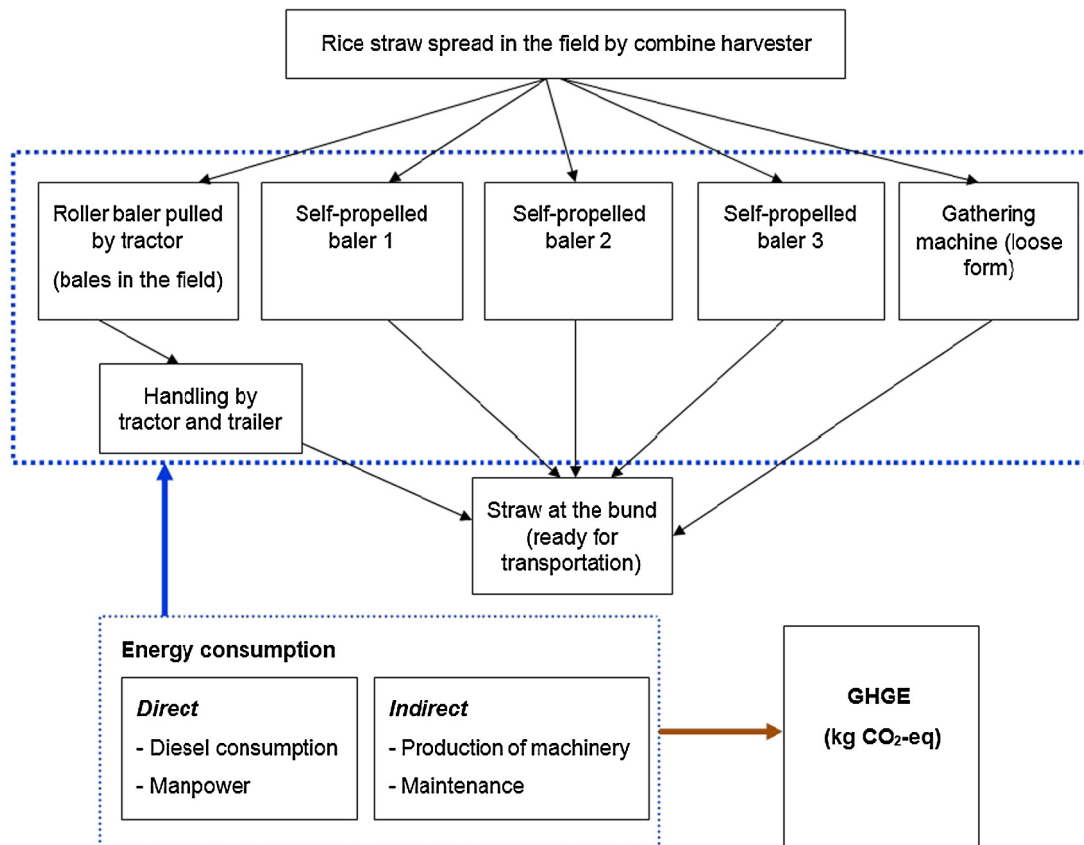 Rice straw spread in the field by combine harvester
Roller baler pulled
by tractor
(bales in the field)
Self-propelled
baler 1
Self-propelled
baler 2
Self-propelled
baler 3
Gathering
machine (loose
form)
Handling by
tractor and trailer
Straw at the bund
(ready for
transportation)
Energy consumption
Direct
- Diesel consumption
- Manpower
Indirect
- Production of machinery
- Maintenance
GHGE
(kg CO₂-eq)